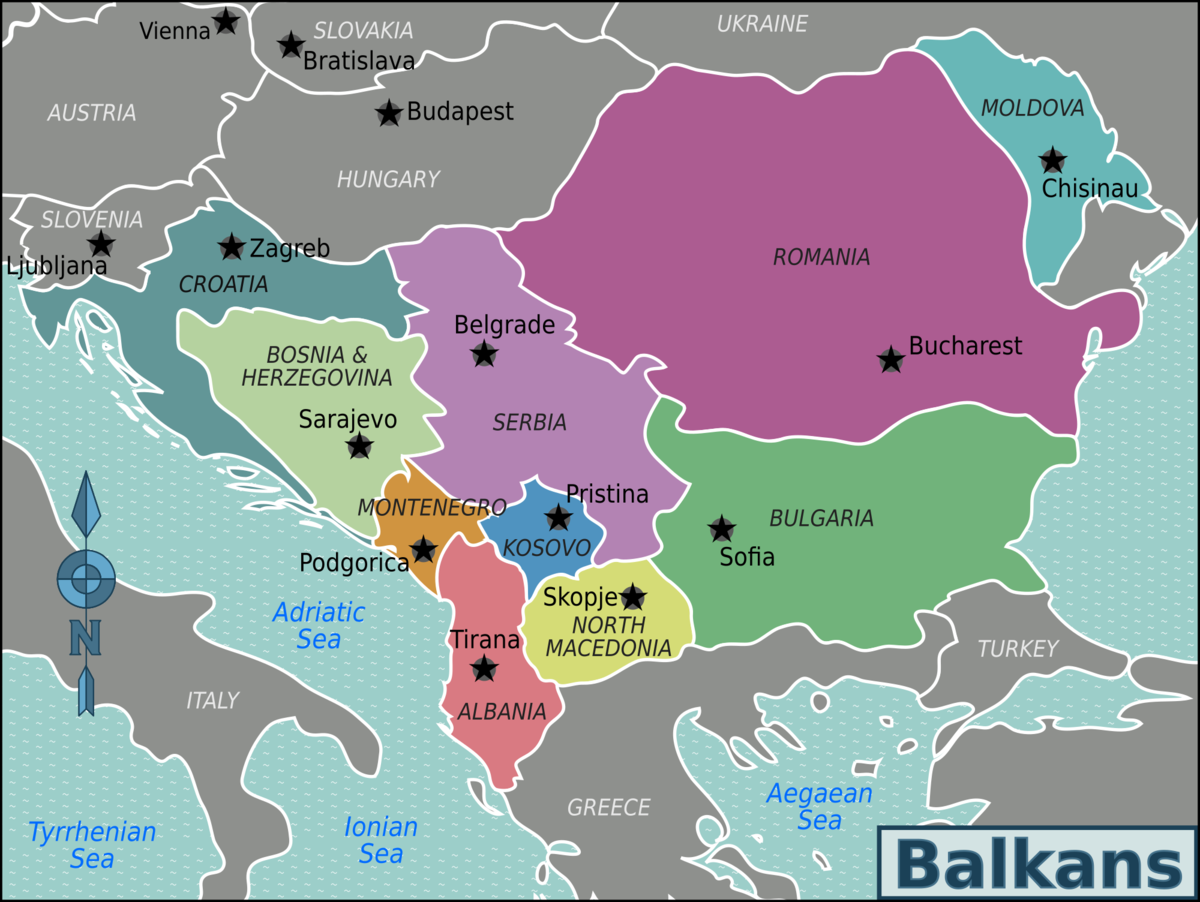 Vienna
SLOVAKIA
Bratislava
UKRAINE
AUSTRIA
Budapest
MOLDOVA
HUNGARY
Chisinau
SLOVENIA
Ljubljana
Zagreb
CROATIA
ROMANIA
Belgrade
BOSNIA &
HERZEGOVINA
Bucharest
Sarajevo
SERBIA
Pristina
MONTENEGRO
BULGARIA
KOSOVO
Sofia
Podgorica
Skopje
NORTH
MACEDONIA
Adriatic
Sea
N
Tirana
TURKEY
ITALY
ALBANIA
GREECE
Aegaean
Sea
Tyrrhenian
Sea
Ionian
Sea
Balkans